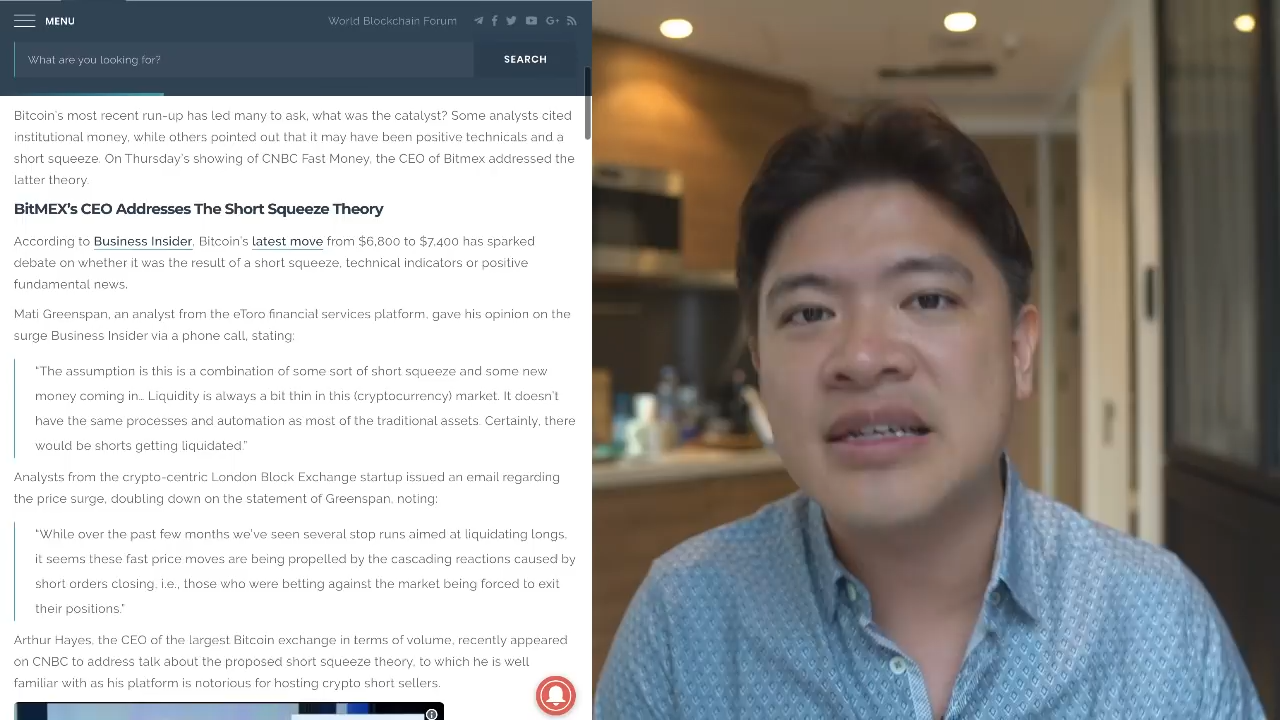 MENU
World Blockchain Forum
What are you looking for?
SEARCH
Bitcoin's most recent run-up has led many to ask, what was the catalyst? Some analysts cited
institutional money, while others pointed out that it may have been positive technicals and a
short squeeze. On Thursday's showing of CNBC Fast Money, the CEO of Bitmex addressed the
latter theory.
BitMEX's CEO Addresses The Short Squeeze Theory
According to Business Insider, Bitcoin's latest move from $6,800 to $7,400 has sparked
debate on whether it was the result of a short squeeze, technical indicators or positive
fundamental news.
Mati Greenspan, an analyst from the eToro financial services platform, gave his opinion on the
surge Business Insider via a phone call, stating:
“The assumption is this is a combination of some sort of short squeeze and some new
money coming in… Liquidity is always a bit thin in this (cryptocurrency) market. It doesn't
have the same processes and automation as most of the traditional assets. Certainly, there
would be shorts getting liquidated.”
Analysts from the crypto-centric London Block Exchange startup issued an email regarding
the price surge, doubling down on the statement of Greenspan, noting:
“While over the past few months we've seen several stop runs aimed at liquidating longs,
it seems these fast price moves are being propelled by the cascading reactions caused by
short orders closing, i.e., those who were betting against the market being forced to exit
their positions.”
Arthur Hayes, the CEO of the largest Bitcoin exchange in terms of volume, recently appeared
on CNBC to address talk about the proposed short squeeze theory, to which he is well
familiar with as his platform is notorious for hosting crypto short sellers.